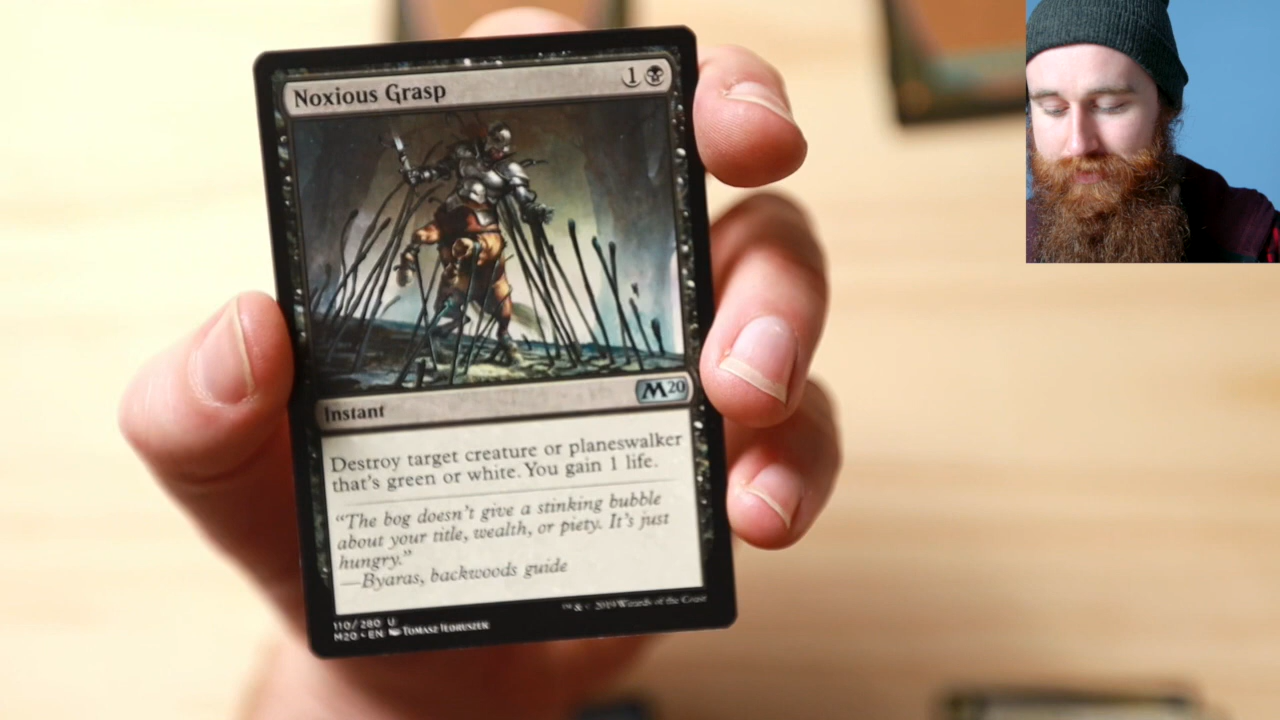 Noxious Grasp 1
Instant M20
Destroy target creature or planeswalker
that's green or white. You gain 1 life.
“The bog doesn't give a stinking bubble
about your title, wealth, or piety. It's just
hungry.”
—Byaras, backwoods guide
110/280 U
M20 • EN Tomasz Jedruszek
™ & © 2019 Wizards of the Coast